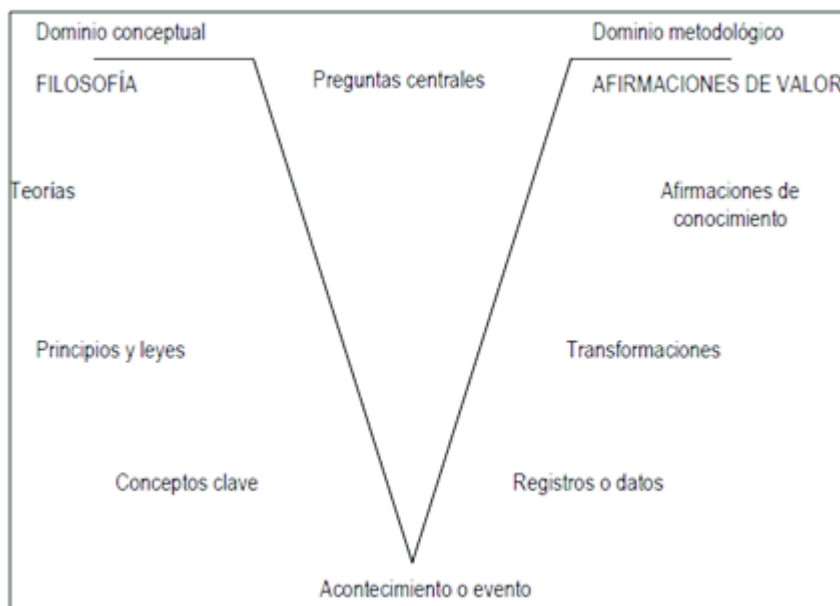 Dominio conceptual
Dominio metodológico
FILOSOFÍA
Preguntas centrales
AFIRMACIONES DE VALOR
Teorías
Afirmaciones de
conocimiento
Principios y leyes
Transformaciones
Conceptos clave
Registros o datos
Acontecimiento o evento